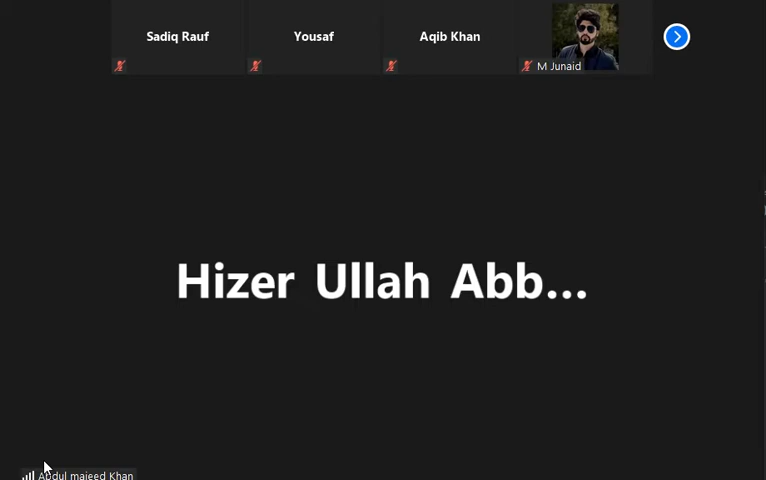 Sadiq Rauf
Yousaf
Aqib Khan
M Junaid
Hizer Ullah Abb...
Abdul majeed Khan